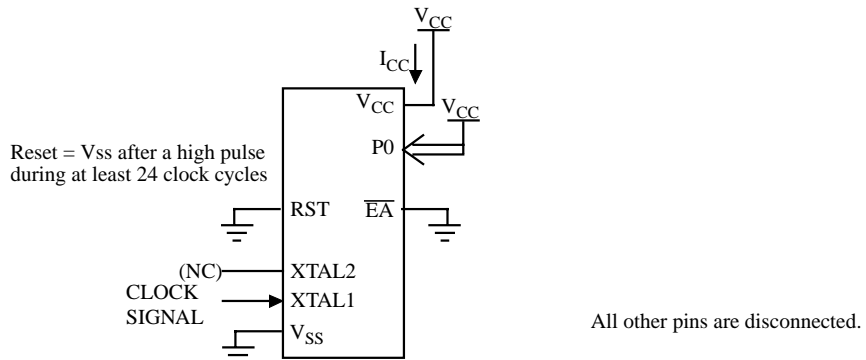 VCC
ICC
VCC
VCC
P0
Reset = Vss after a high pulse
during at least 24 clock cycles
RST
EA
(NC)
XTAL2
CLOCK
SIGNAL
XTAL1
VSS
All other pins are disconnected.